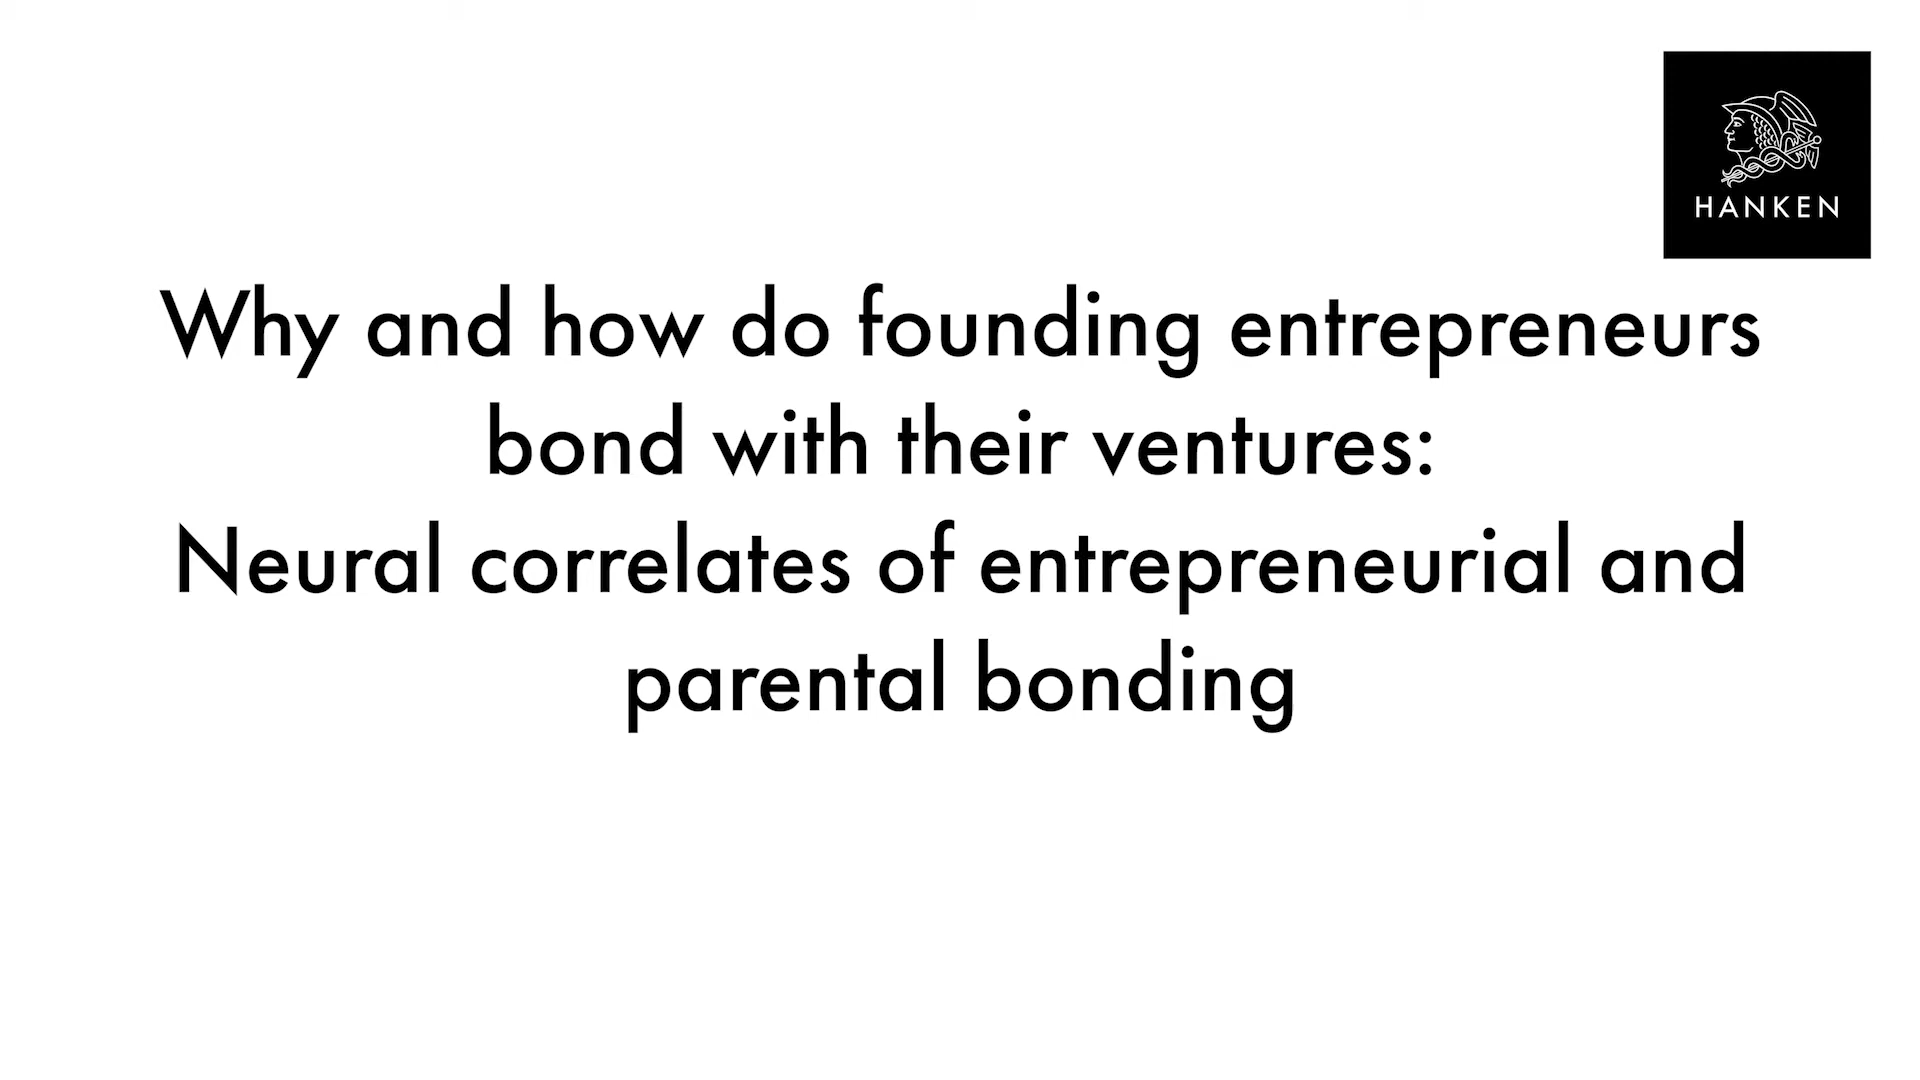 HANKEN
Why and how do founding entrepreneurs
bond with their ventures:
Neural correlates of entrepreneurial and
parental bonding